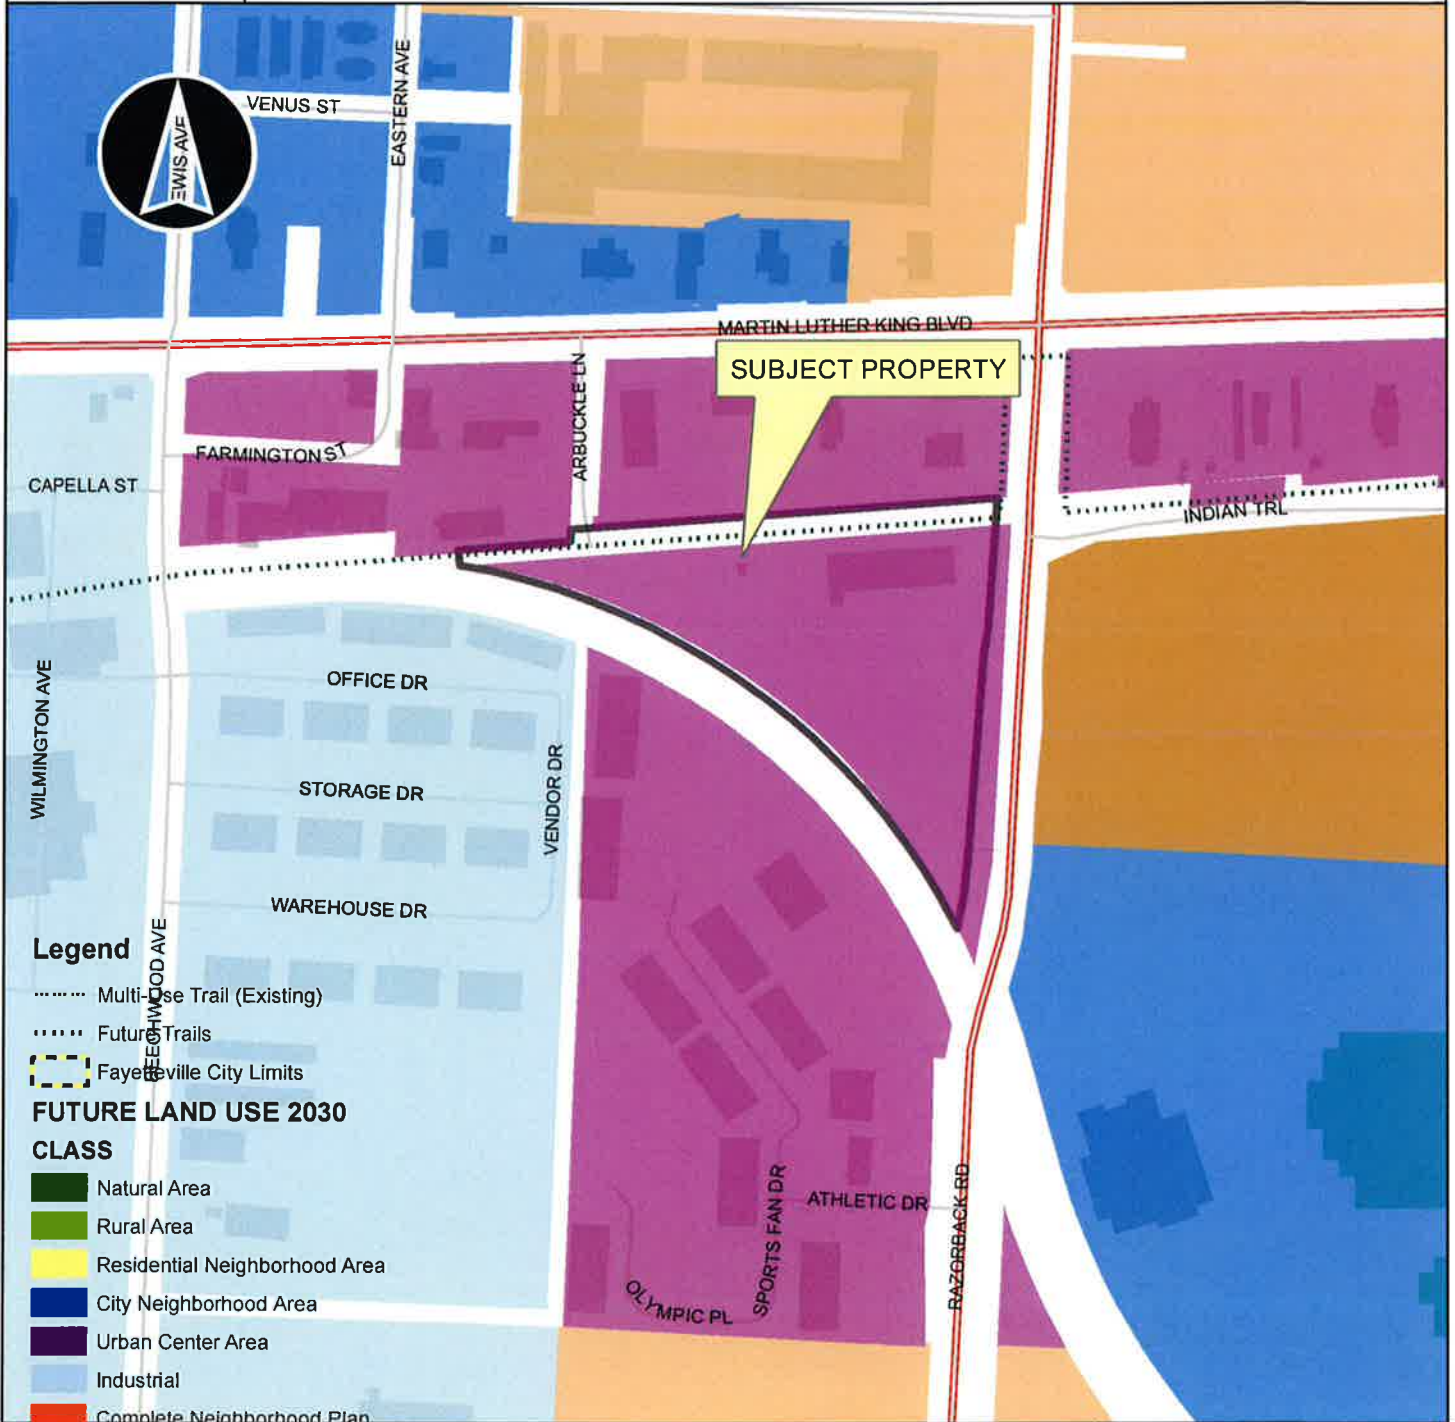 VENUS ST
EASTERN AVE
EWIS AVE
MARTIN LUTHER KING BLVD
SUBJECT PROPERTY
ARBUCKLE LN
FARMINGTON ST
CAPELLA ST
INDIAN TRL
WILMINGTON AVE
OFFICE DR
STORAGE DR
VENDOR DR
WAREHOUSE DR
BEECHWOOD AVE
SPORTS FAN DR
ATHLETIC DR
RAZORBACK RD
OLYMPIC PL
Legend
Multi-Use Trail (Existing)
Future Trails
Fayetteville City Limits
FUTURE LAND USE 2030
CLASS
Natural Area
Rural Area
Residential Neighborhood Area
City Neighborhood Area
Urban Center Area
Industrial
Complete Neighborhood Plan